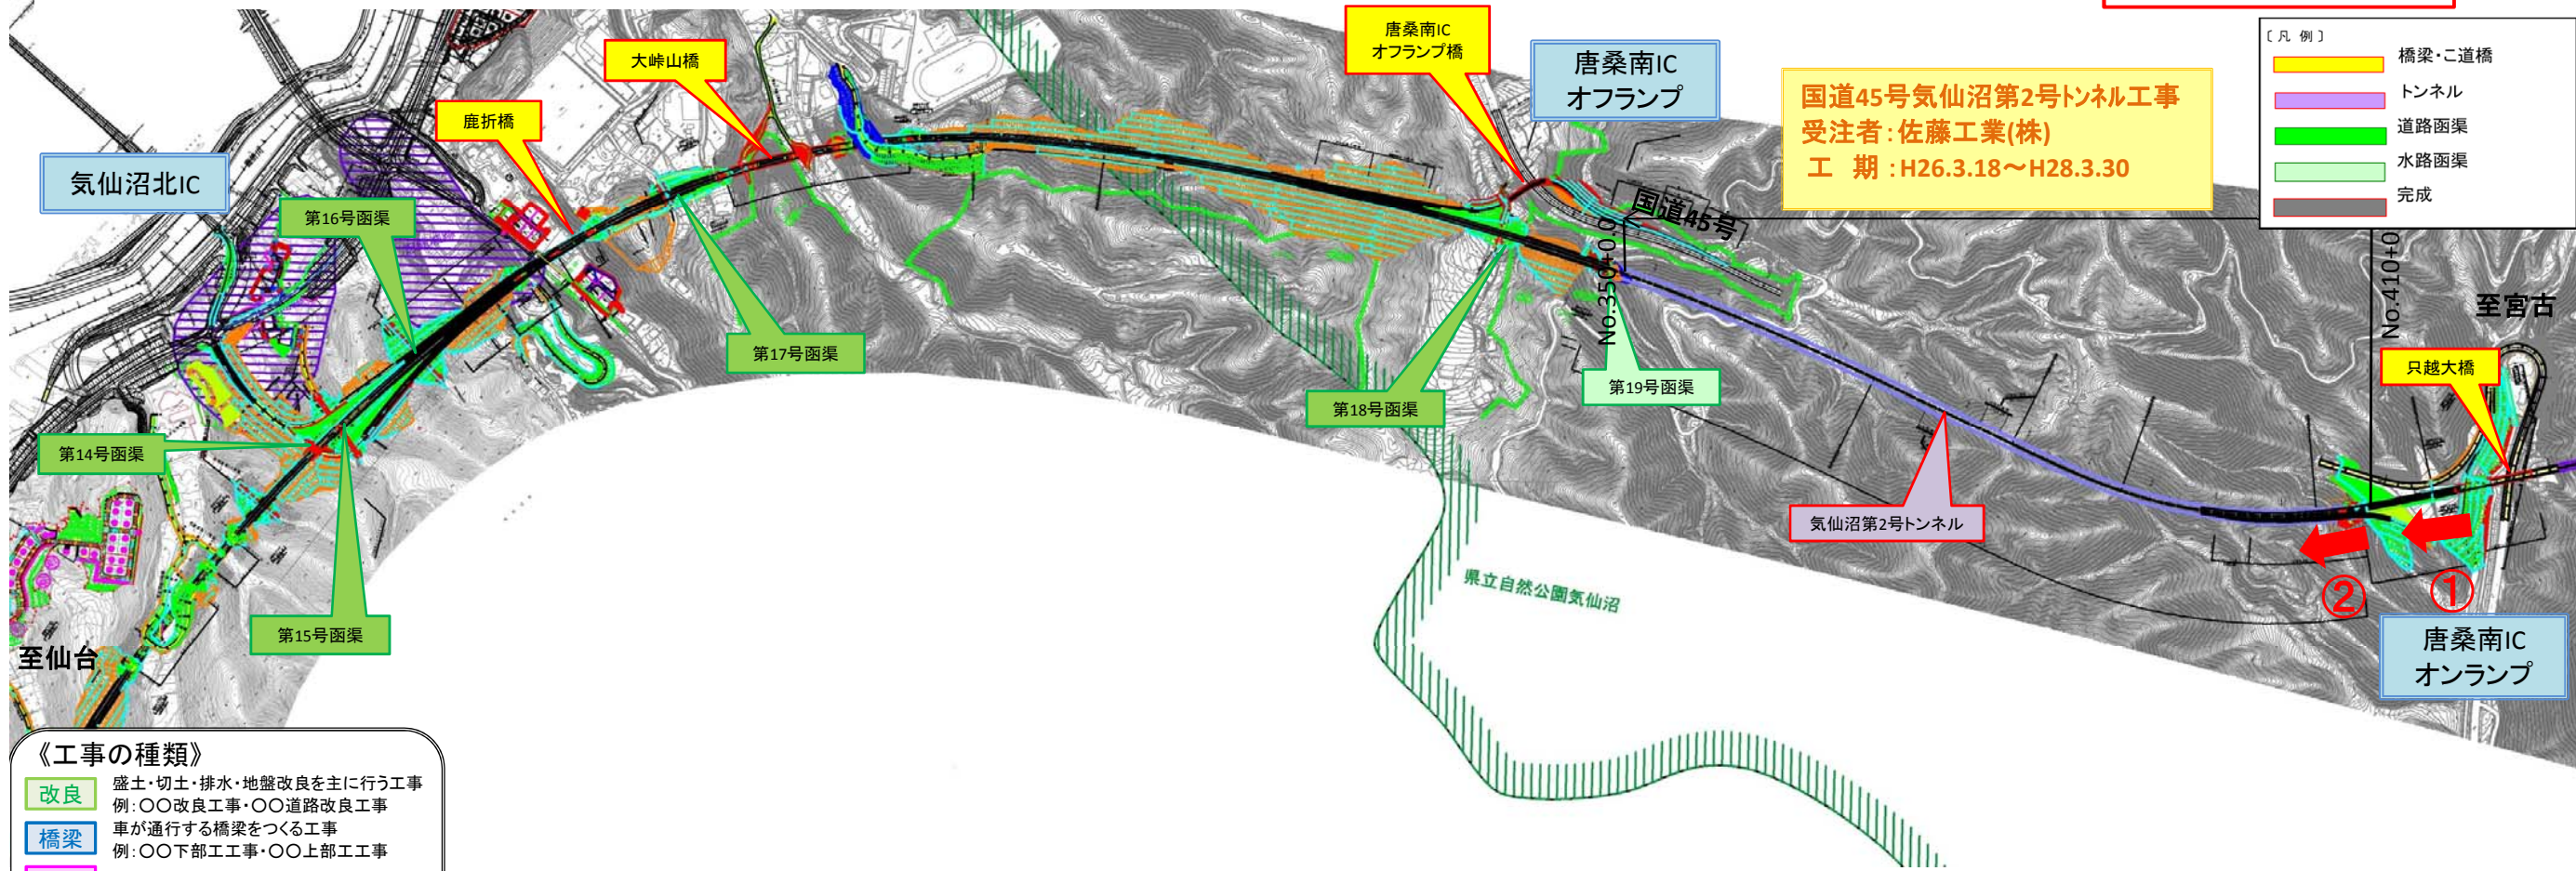 唐桑南IC
オフランプ橋
大峠山橋
鹿折橋
唐桑南IC
オフランプ
国道45号気仙沼第2号トンネル工事
受注者:佐藤工業(株)
工　期:H26.3.18～H28.3.30
〔凡例〕
橋梁・こ道橋
トンネル
道路函渠
水路函渠
完成
気仙沼北IC
第16号函渠
国道45号
No.350+0.0
No.410+0
至宮古
第17号函渠
第18号函渠
第19号函渠
只越大橋
第14号函渠
気仙沼第2号トンネル
県立自然公園気仙沼
②
①
第15号函渠
至仙台
唐桑南IC
オンランプ
《工事の種類》
改良
盛土・切土・排水・地盤改良を主に行う工事
例:〇〇改良工事・〇〇道路改良工事
橋梁
車が通行する橋梁をつくる工事
例:〇〇下部工工事・〇〇上部工工事